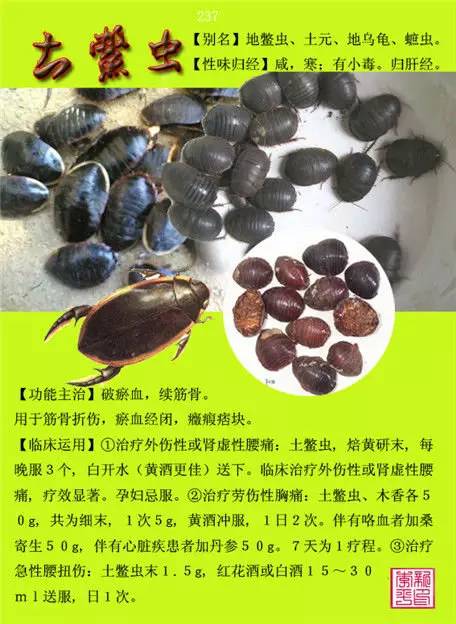 237
土鳖虫
【别名】地鳖虫、土元、地乌龟、蟅虫。
【性味归经】咸，寒；有小毒。归肝经。
【功能主治】破瘀血，续筋骨。
用于筋骨折伤，瘀血经闭，癥瘕痞块。
【临床运用】①治疗外伤性或肾虚性腰痛：土鳖虫，焙黄研末，每
晚服３个，白开水（黄酒更佳）送下。临床治疗外伤性或肾虚性腰
痛，疗效显著。孕妇忌服。②治疗劳伤性胸痛：土鳖虫、木香各５
０g，共为细末，１次５g，黄酒冲服，１日２次。伴有咯血者加桑
寄生５０g，伴有心脏疾患者加丹参５０g。７天为１疗程。③治疗
急性腰扭伤：土鳖虫末１.５g，红花酒或白酒１５～３０
ｍｌ送服，日１次。